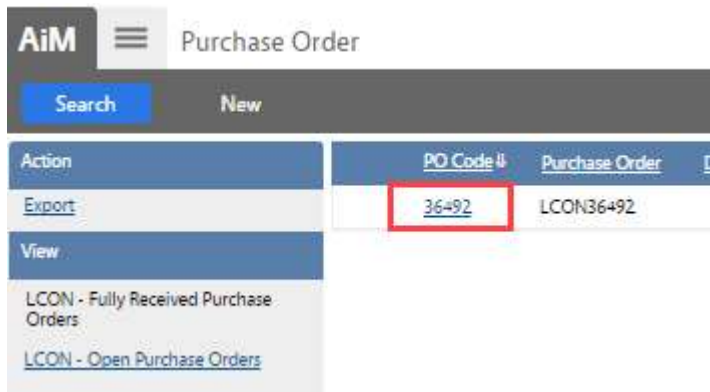 AiM Purchase Order
Search New
Action
Export
View
LCON - Fully Received Purchase
Orders
LCON - Open Purchase Orders
PO Code Purchase Order
36492 LCON36492